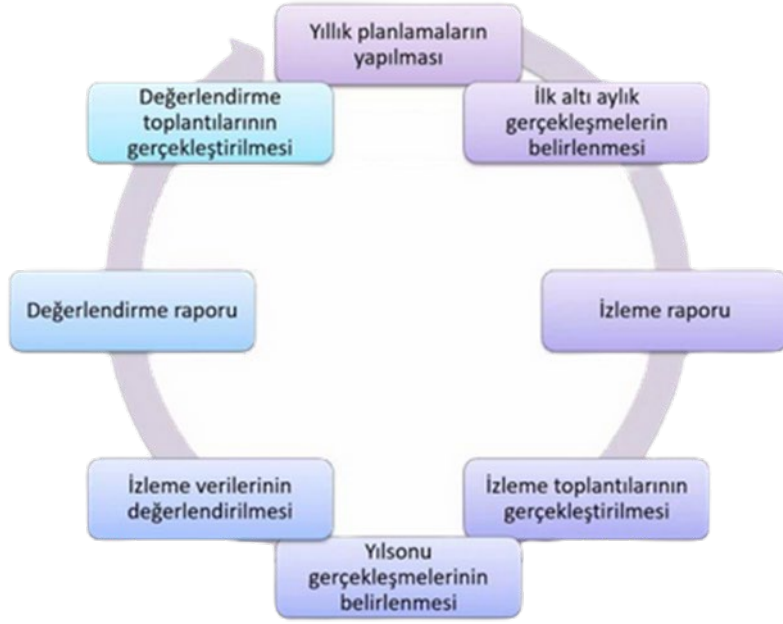 Yıllık planlamaların
yapılması
İlk altı aylık
gerçekleşmelerin
belirlenmesi
İzleme raporu
İzleme toplantılarının
gerçekleştirilmesi
Yılsonu
gerçekleşmelerinin
belirlenmesi
İzleme verilerinin
değerlendirilmesi
Değerlendirme raporu
Değerlendirme
toplantılarının
gerçekleştirilmesi